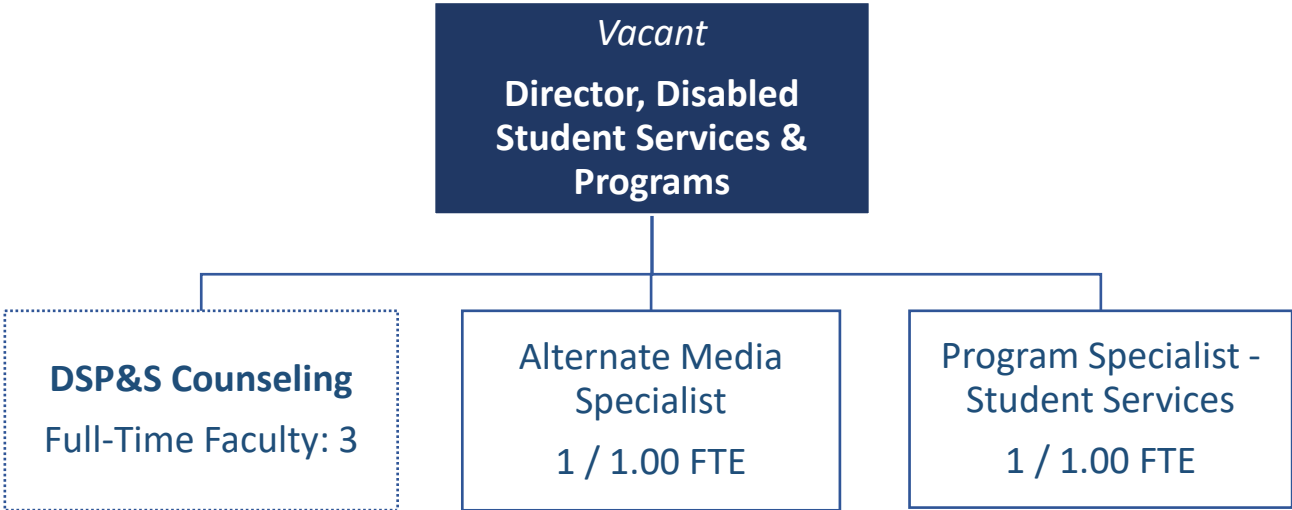 Vacant
Director, Disabled
Student Services &
Programs
DSP&S Counseling
Full-Time Faculty: 3
Alternate Media
Specialist
1 / 1.00 FTE
Program Specialist -
Student Services
1 / 1.00 FTE